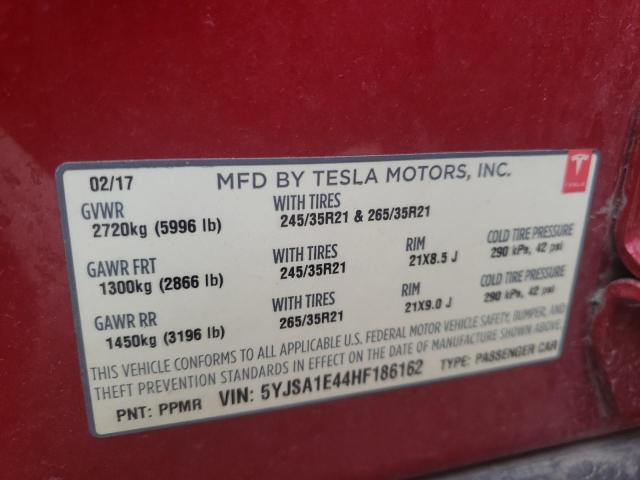 02/17 MFD BY TESLA MOTORS, INC.
TESLA
GVWR WITH TIRES
2720kg (5996 lb) 245/35R21 & 265/35R21
GAWR FRT WITH TIRES RIM COLD TIRE PRESSURE
1300kg (2866 lb) 245/35R21 21X8.5 J 290 kPa, 42 psi
GAWR RR WITH TIRES RIM COLD TIRE PRESSURE
1450kg (3196 lb) 265/35R21 21X9.0 J 290 kPa, 42 psi
THIS VEHICLE CONFORMS TO ALL APPLICABLE U.S. FEDERAL MOTOR VEHICLE SAFETY, BUMPER, AND
THEFT PREVENTION STANDARDS IN EFFECT ON THE DATE OF MANUFACTURE SHOWN ABOVE.
PNT: PPMR VIN: 5YJSA1E44HF186162 TYPE: PASSENGER CAR